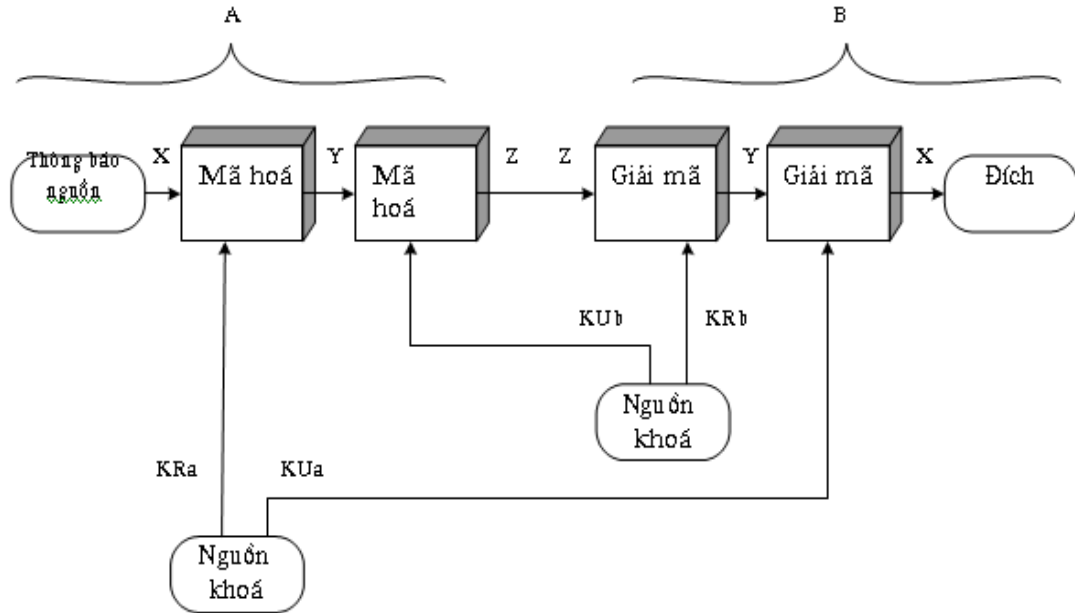 A
B
Thông báo
nguồn
X
Mã hoá
Y
Mã
hoá
Z
Z
Giải mã
Y
Giải mã
X
Đích
KUb
KRb
Nguồn
khoá
KRa
KUa
Nguồn
khoá